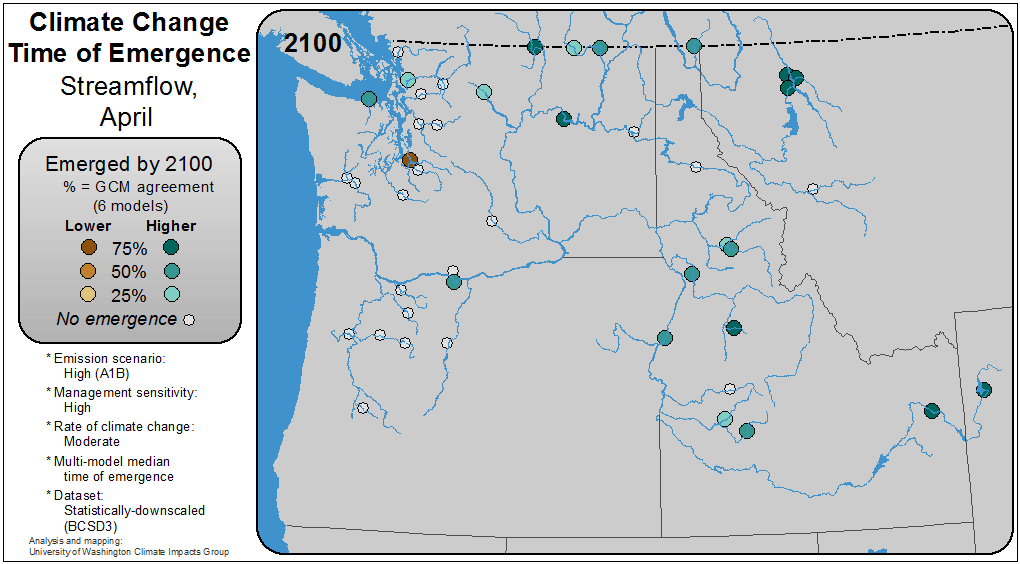 Climate Change
Time of Emergence
Streamflow,
April
2100
Emerged by 2100
% = GCM agreement
(6 models)
Lower Higher
75%
50%
25%
No emergence
* Emission scenario:
High (A1B)
* Management sensitivity:
High
* Rate of climate change:
Moderate
* Multi-model median
time of emergence
* Dataset:
Statistically-downscaled
(BCSD3)
Analysis and mapping:
University of Washington Climate Impacts Group